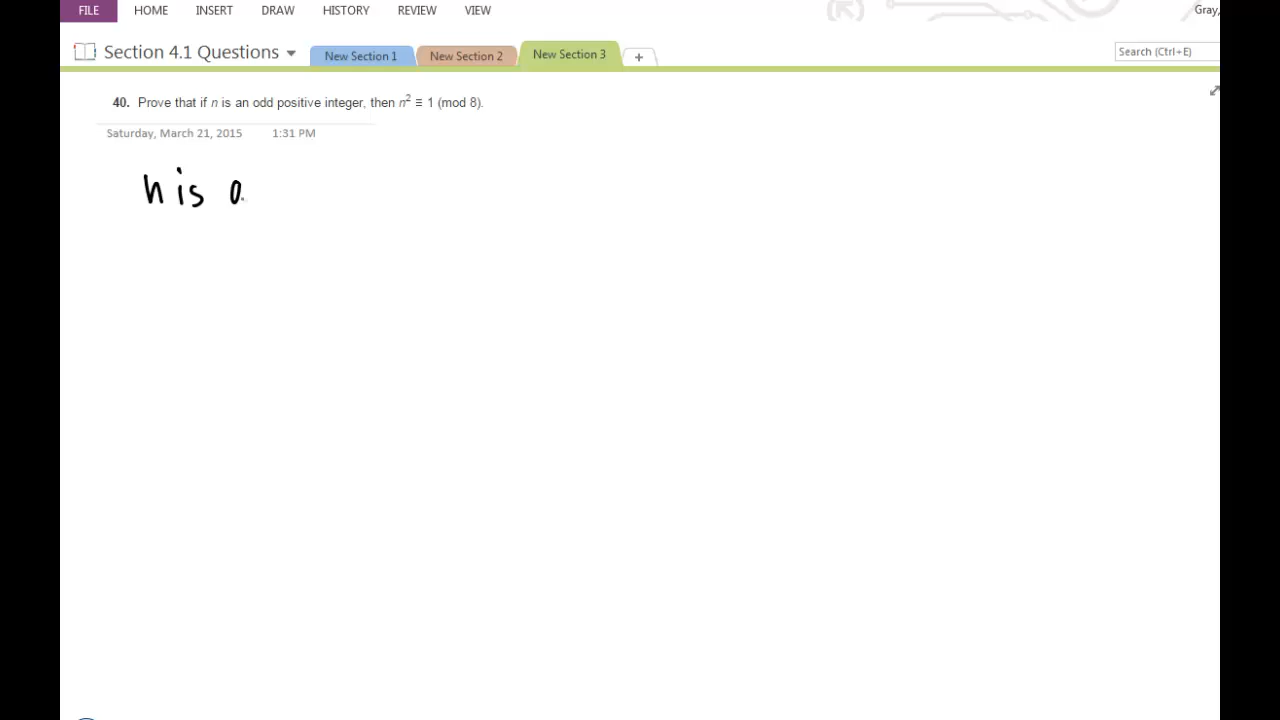 FILE HOME INSERT DRAW HISTORY REVIEW VIEW Gray,
Section 4.1 Questions New Section 1 New Section 2 New Section 3 + Search (Ctrl+E)
40. Prove that if n is an odd positive integer, then n² ≡ 1 (mod 8).
Saturday, March 21, 2015 1:31 PM
n is o